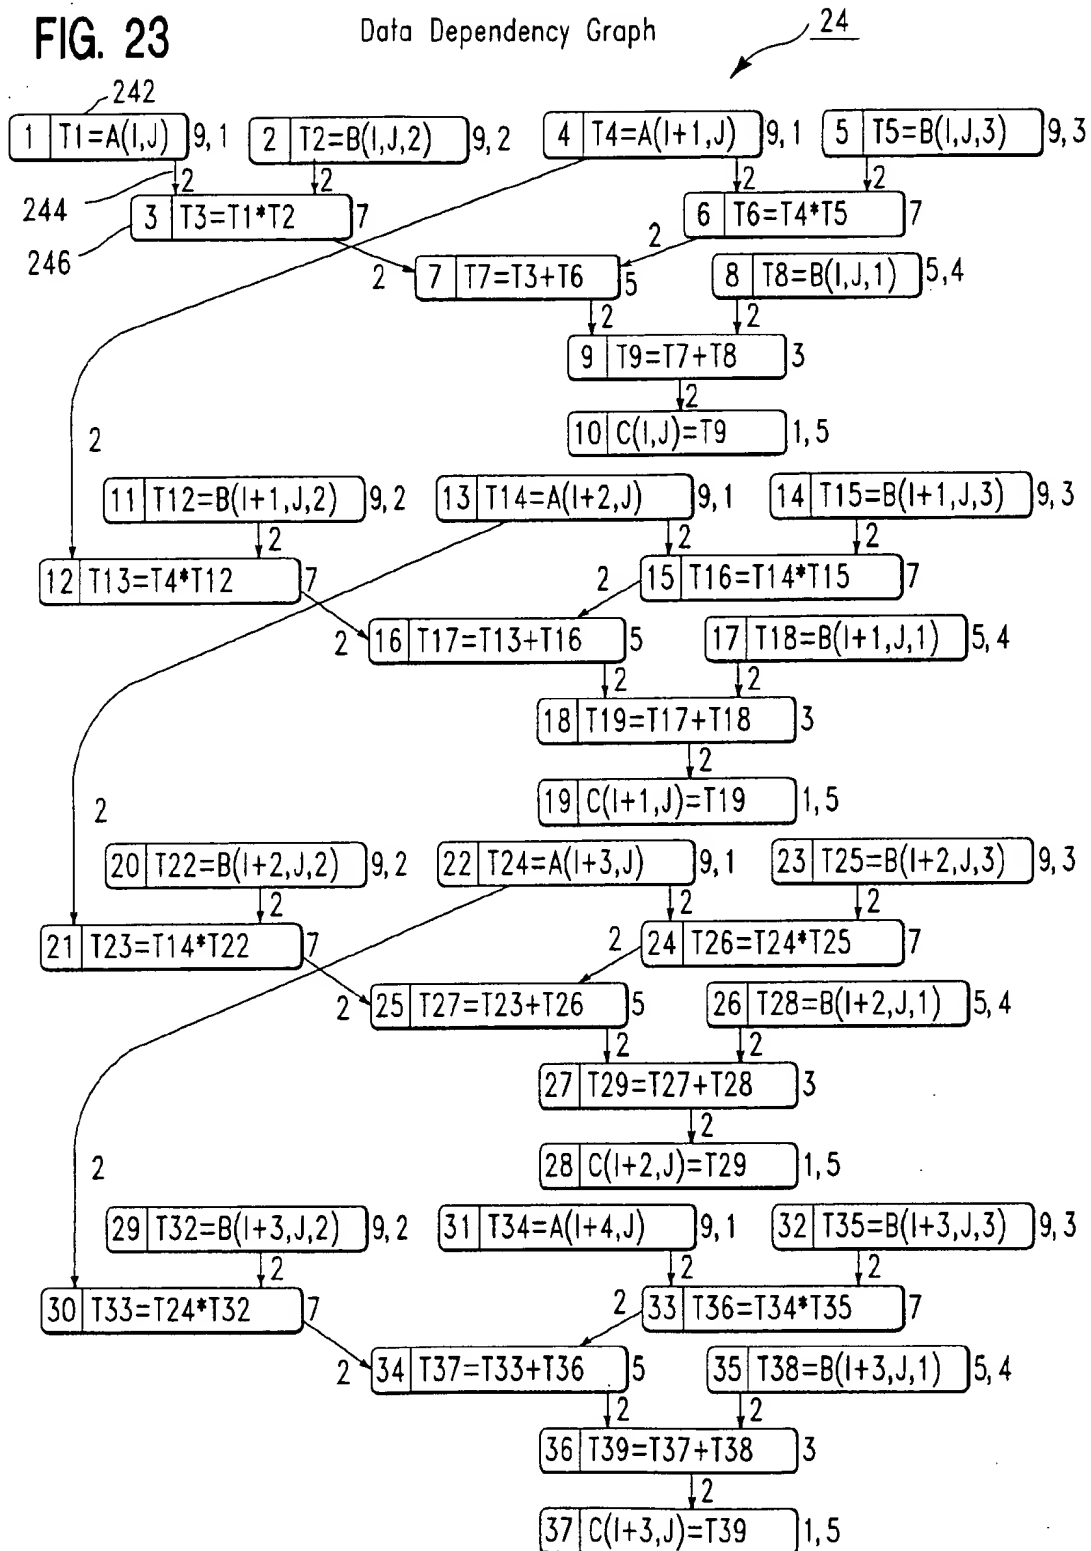 FIG. 23
Data Dependency Graph
24
242
1 T1=A(I,J) 9,1
2 T2=B(I,J,2) 9,2
4 T4=A(I+1,J) 9,1
5 T5=B(I,J,3) 9,3
244
2 2 2 2
3 T3=T1*T2 7
6 T6=T4*T5 7
246
2 2
7 T7=T3+T6 5
8 T8=B(I,J,1) 5,4
2 2
9 T9=T7+T8 3
2
10 C(I,J)=T9 1,5
2
11 T12=B(I+1,J,2) 9,2
13 T14=A(I+2,J) 9,1
14 T15=B(I+1,J,3) 9,3
2 2 2
12 T13=T4*T12 7
15 T16=T14*T15 7
2 2
16 T17=T13+T16 5
17 T18=B(I+1,J,1) 5,4
2 2
18 T19=T17+T18 3
2
19 C(I+1,J)=T19 1,5
2
20 T22=B(I+2,J,2) 9,2
22 T24=A(I+3,J) 9,1
23 T25=B(I+2,J,3) 9,3
2 2 2
21 T23=T14*T22 7
24 T26=T24*T25 7
2 2
25 T27=T23+T26 5
26 T28=B(I+2,J,1) 5,4
2 2
27 T29=T27+T28 3
2
28 C(I+2,J)=T29 1,5
2
29 T32=B(I+3,J,2) 9,2
31 T34=A(I+4,J) 9,1
32 T35=B(I+3,J,3) 9,3
2 2 2
30 T33=T24*T32 7
33 T36=T34*T35 7
2 2
34 T37=T33+T36 5
35 T38=B(I+3,J,1) 5,4
2 2
36 T39=T37+T38 3
2
37 C(I+3,J)=T39 1,5